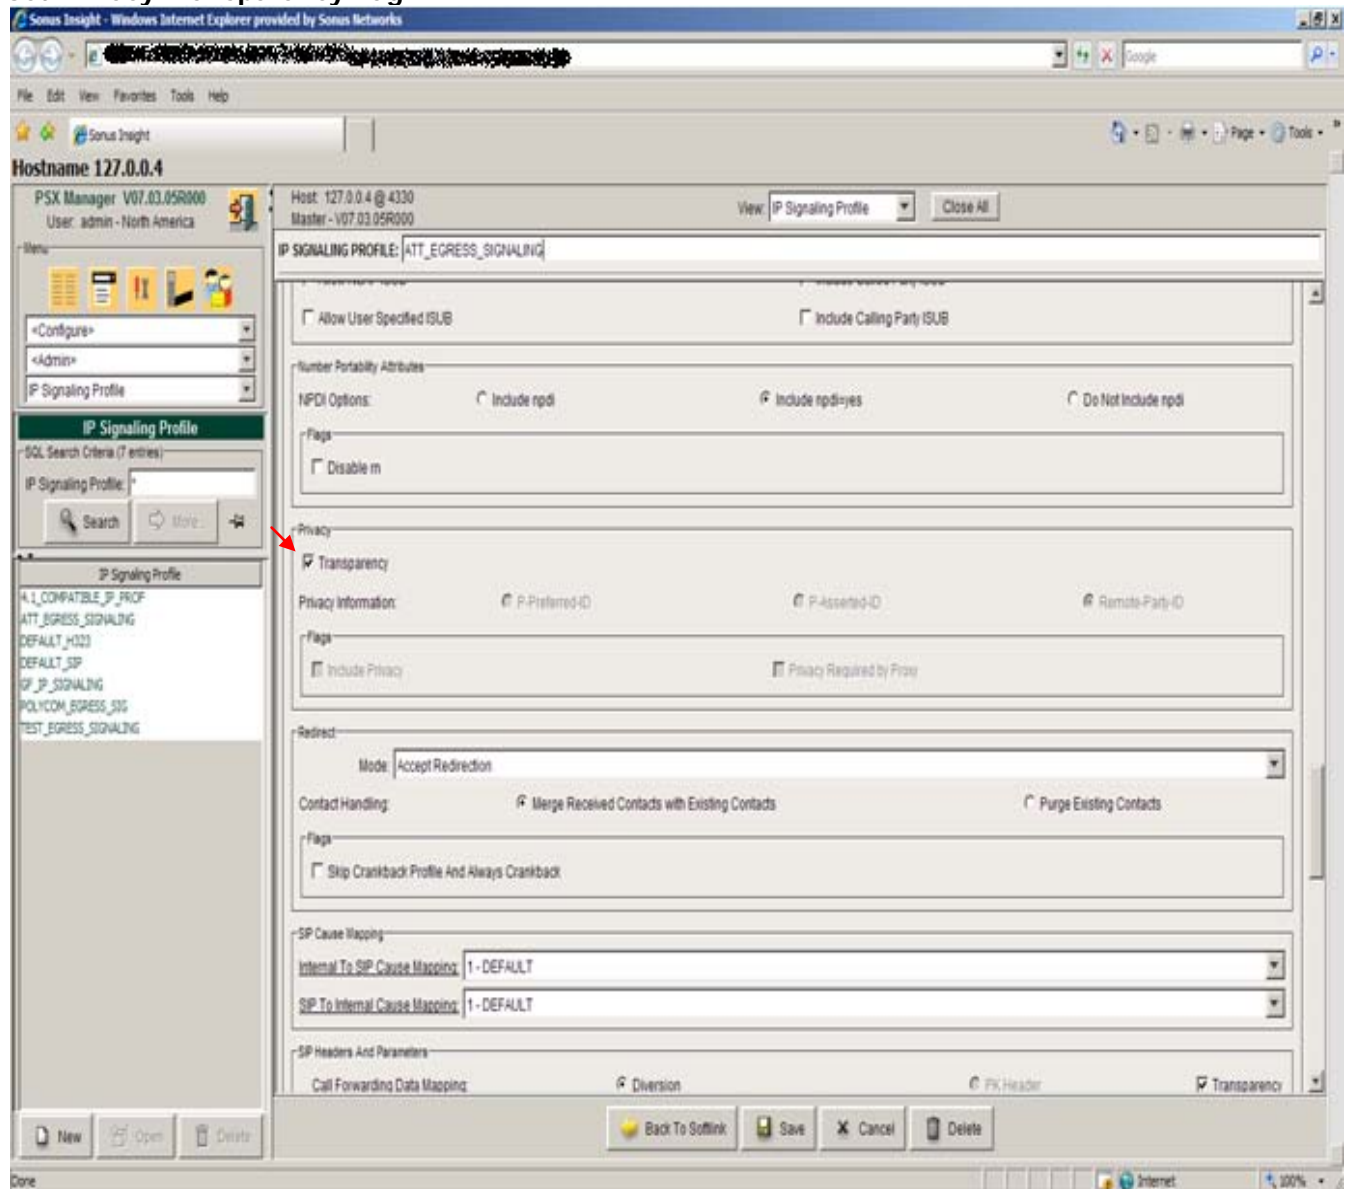 Sonus Insight - Windows Internet Explorer provided by Sonus Networks
Google
File Edit View Favorites Tools Help
Sonus Insight
Page Tools
Hostname 127.0.0.4
PSX Manager V07.03.05R000
User: admin - North America
Host: 127.0.0.4 @ 4330
Master - V07.03.05R000
View: IP Signaling Profile
Close All
Menu
IP SIGNALING PROFILE: ATT_EGRESS_SIGNALING
<Configure>
<Admin>
IP Signaling Profile
Allow User Specified ISUB
Include Calling Party ISUB
Number Portability Attributes
NPDI Options: Include npdi Include npdi=yes Do Not Include npdi
Flags
Disable rn
IP Signaling Profile
SQL Search Criteria (7 entries)
IP Signaling Profile: *
Search More...
IP Signaling Profile
4.1_COMPATIBLE_IP_PROF
ATT_EGRESS_SIGNALING
DEFAULT_H323
DEFAULT_SIP
GF_IP_SIGNALING
POLYCOM_EGRESS_SIG
TEST_EGRESS_SIGNALING
Privacy
Transparency
Privacy Information: P-Preferred-ID P-Asserted-ID Remote-Party-ID
Flags
Include Privacy Privacy Required by Proxy
Redirect
Mode: Accept Redirection
Contact Handling: Merge Received Contacts with Existing Contacts Purge Existing Contacts
Flags
Skip Crankback Profile And Always Crankback
SIP Cause Mapping
Internal To SIP Cause Mapping: 1 - DEFAULT
SIP To Internal Cause Mapping: 1 - DEFAULT
SIP Headers And Parameters
Call Forwarding Data Mapping: Diversion PK Header Transparency
New Open Delete
Back To Softlink Save Cancel Delete
Done
Internet
100%